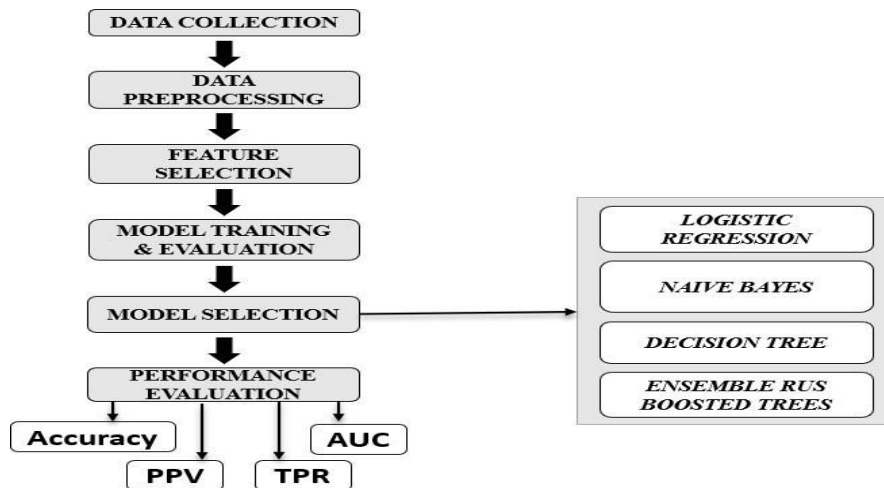 DATA COLLECTION
DATA
PREPROCESSING
FEATURE
SELECTION
MODEL TRAINING
& EVALUATION
MODEL SELECTION
PERFORMANCE
EVALUATION
Accuracy
PPV
TPR
AUC
LOGISTIC
REGRESSION
NAIVE BAYES
DECISION TREE
ENSEMBLE RUS
BOOSTED TREES